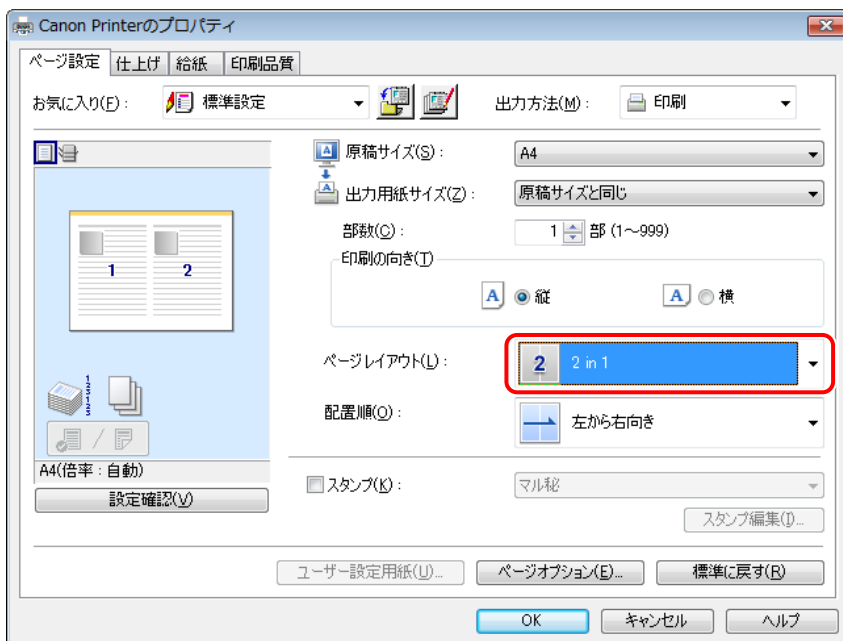 Canon Printerのプロパティ
ページ設定 仕上げ 給紙 印刷品質
お気に入り(F): 標準設定 出力方法(M): 印刷
原稿サイズ(S): A4
出力用紙サイズ(Z): 原稿サイズと同じ
部数(C): 1 部 (1～999)
印刷の向き(T)
A 縦 A 横
1 2
ページレイアウト(L): 2 2 in 1
配置順(O): 左から右向き
1 2 3 1 2 3
A4(倍率:自動)
設定確認(V)
スタンプ(K): マル秘
スタンプ編集(I)...
ユーザー設定用紙(U)... ページオプション(E)... 標準に戻す(R)
OK キャンセル ヘルプ